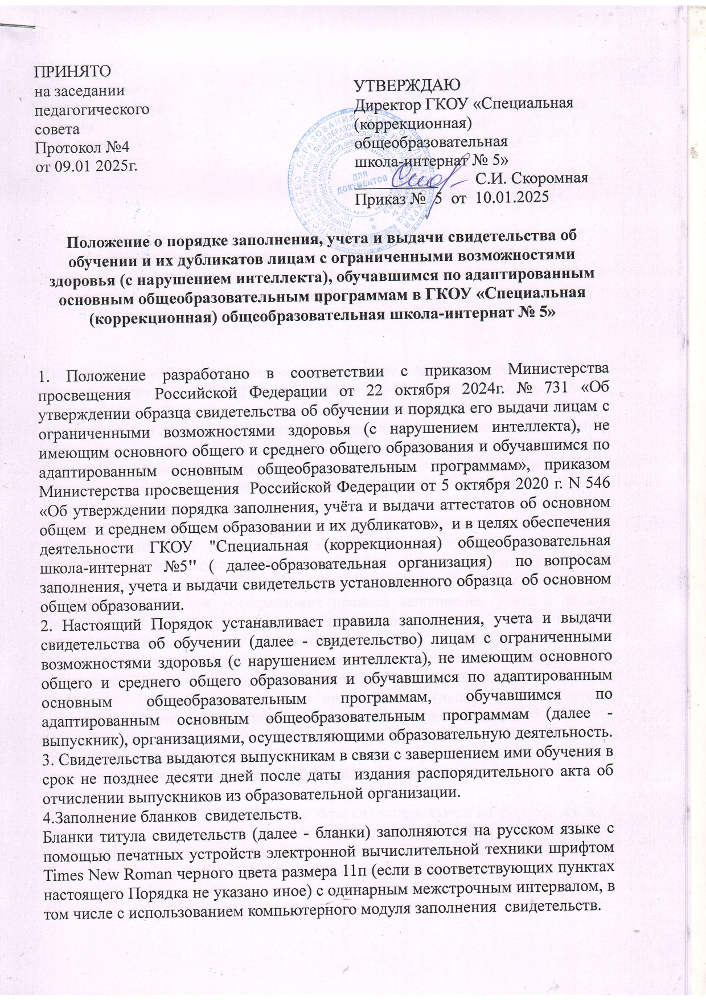 ПРИНЯТО
на заседании
педагогического
совета
Протокол №4
от 09.01 2025г.
УТВЕРЖДАЮ
Директор ГКОУ «Специальная
(коррекционная)
общеобразовательная
школа-интернат № 5»
С.И. Скоромная
Приказ № 5 от 10.01.2025
ДЛЯ
ДОКУМЕНТОВ
Положение о порядке заполнения, учета и выдачи свидетельства об
обучении и их дубликатов лицам с ограниченными возможностями
здоровья (с нарушением интеллекта), обучавшимся по адаптированным
основным общеобразовательным программам в ГКОУ «Специальная
(коррекционная) общеобразовательная школа-интернат № 5»
1. Положение разработано в соответствии с приказом Министерства
просвещения Российской Федерации от 22 октября 2024г. № 731 «Об
утверждении образца свидетельства об обучении и порядка его выдачи лицам с
ограниченными возможностями здоровья (с нарушением интеллекта), не
имеющим основного общего и среднего общего образования и обучавшимся по
адаптированным основным общеобразовательным программам», приказом
Министерства просвещения Российской Федерации от 5 октября 2020 г. N 546
«Об утверждении порядка заполнения, учёта и выдачи аттестатов об основном
общем и среднем общем образовании и их дубликатов», и в целях обеспечения
деятельности ГКОУ "Специальная (коррекционная) общеобразовательная
школа-интернат №5" ( далее-образовательная организация) по вопросам
заполнения, учета и выдачи свидетельств установленного образца об основном
общем образовании.
2. Настоящий Порядок устанавливает правила заполнения, учета и выдачи
свидетельства об обучении (далее - свидетельство) лицам с ограниченными
возможностями здоровья (с нарушением интеллекта), не имеющим основного
общего и среднего общего образования и обучавшимся по адаптированным
основным общеобразовательным программам, обучавшимся по
адаптированным основным общеобразовательным программам (далее -
выпускник), организациями, осуществляющими образовательную деятельность.
3. Свидетельства выдаются выпускникам в связи с завершением ими обучения в
срок не позднее десяти дней после даты издания распорядительного акта об
отчислении выпускников из образовательной организации.
4.Заполнение бланков свидетельств.
Бланки титула свидетельств (далее - бланки) заполняются на русском языке с
помощью печатных устройств электронной вычислительной техники шрифтом
Times New Roman черного цвета размера 11п (если в соответствующих пунктах
настоящего Порядка не указано иное) с одинарным межстрочным интервалом, в
том числе с использованием компьютерного модуля заполнения свидетельств.